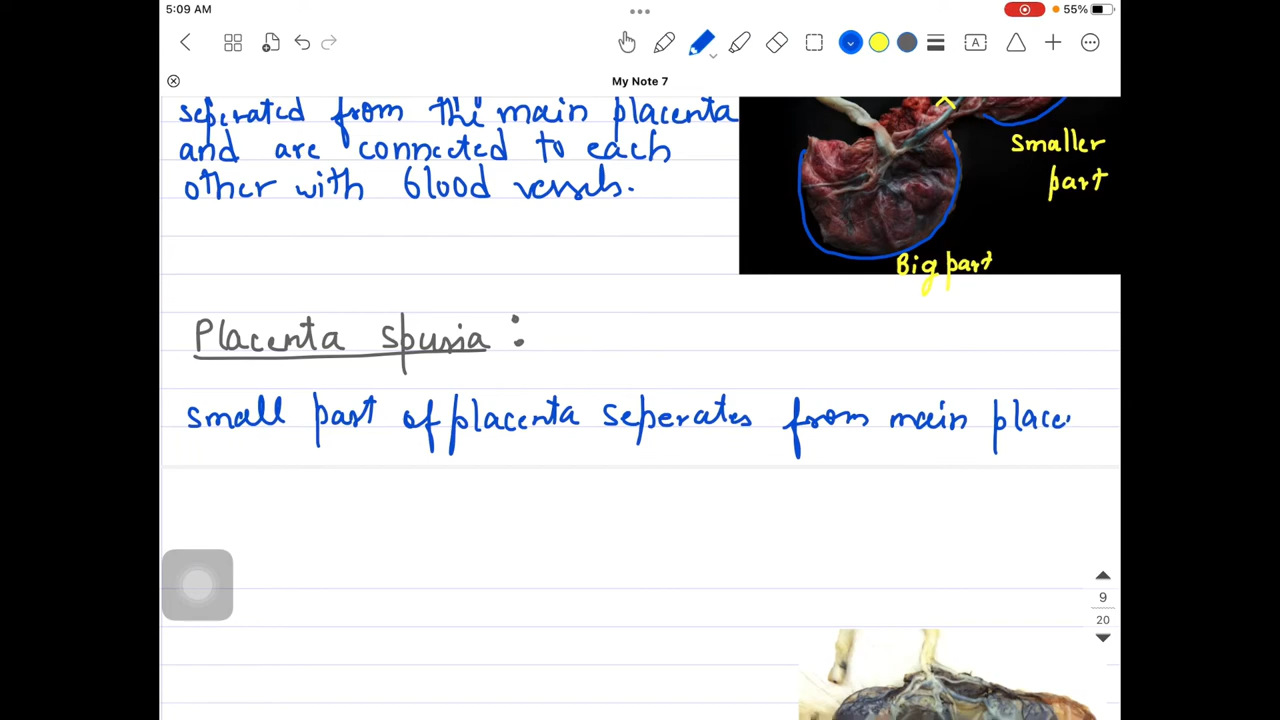 5:09 AM
55%
My Note 7
seperated from the main placenta
and are connected to each
other with blood vessels.
Smaller
part
Big part
Placenta Spuria :
small part of placenta seperates from main place
A
9
20